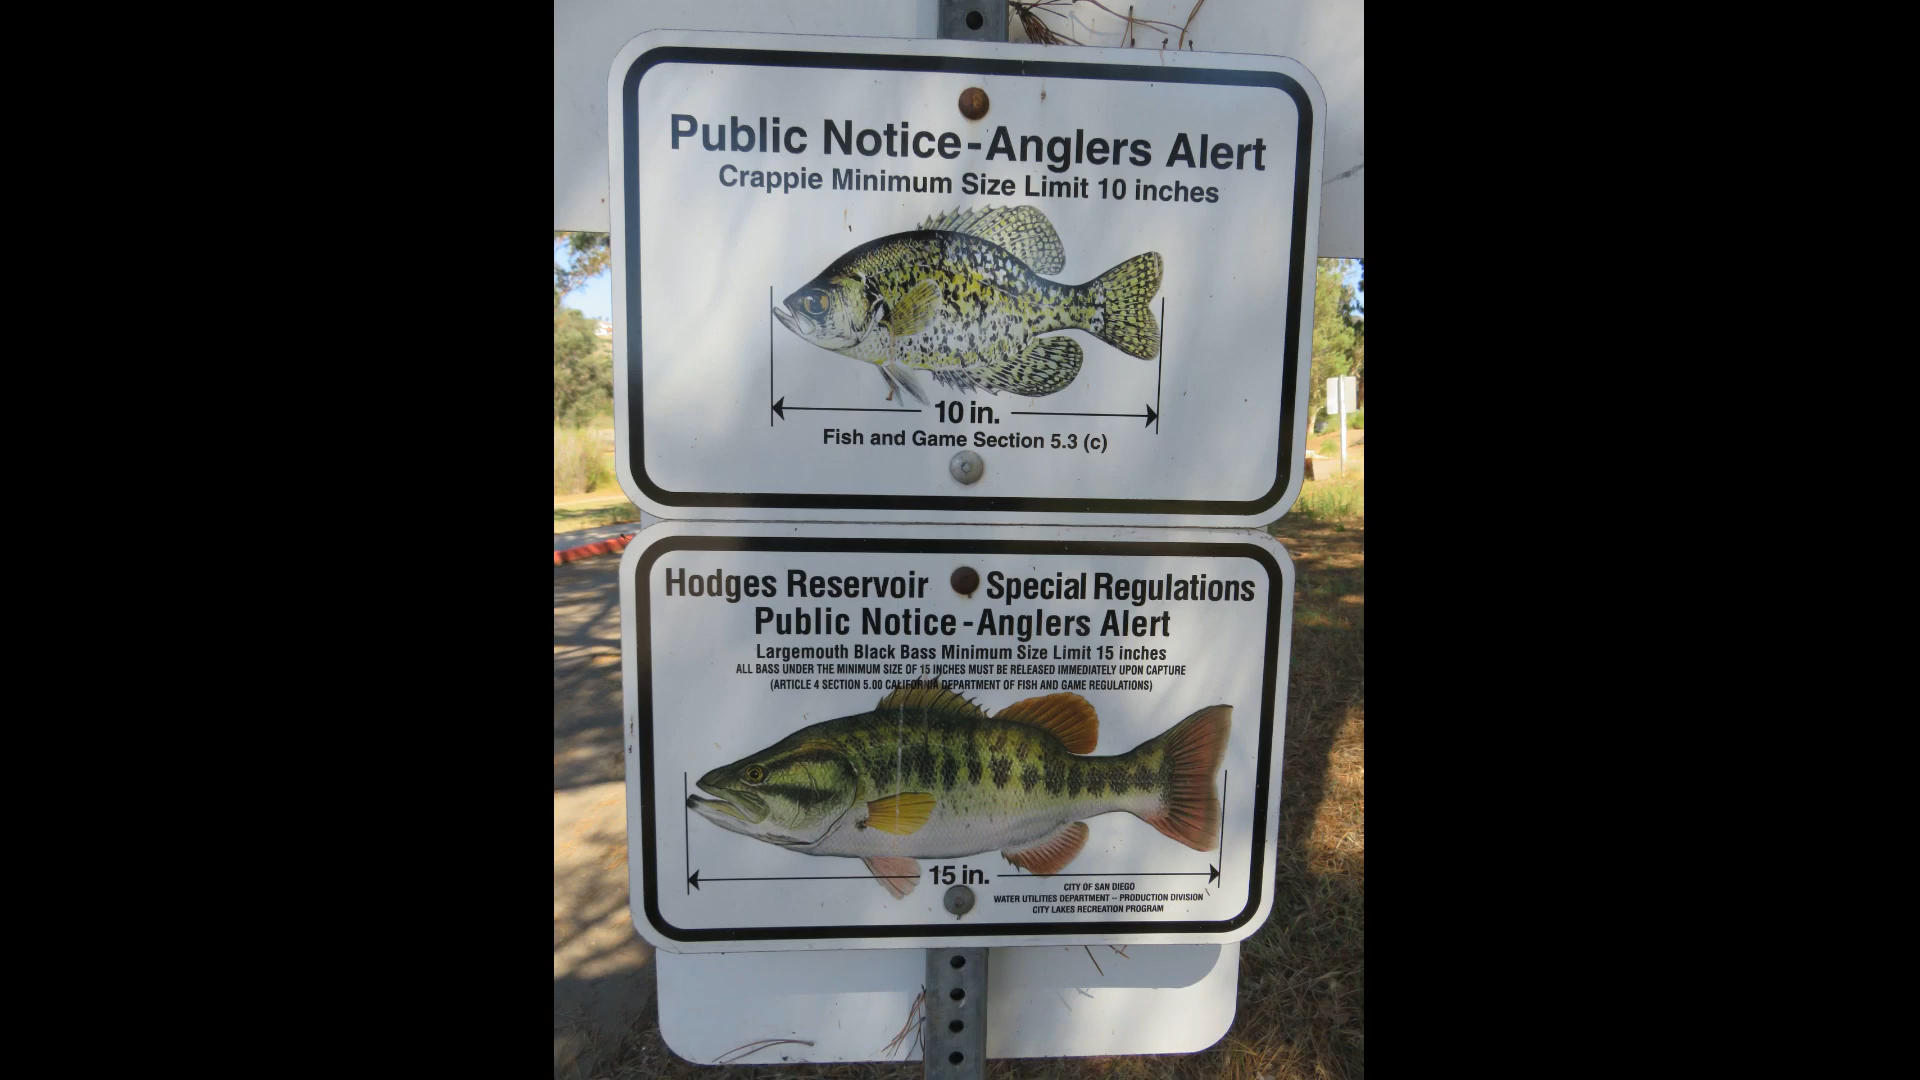 Public Notice-Anglers Alert
Crappie Minimum Size Limit 10 inches
10 in.
Fish and Game Section 5.3 (c)
Hodges Reservoir Special Regulations
Public Notice-Anglers Alert
Largemouth Black Bass Minimum Size Limit 15 inches
ALL BASS UNDER THE MINIMUM SIZE OF 15 INCHES MUST BE RELEASED IMMEDIATELY UPON CAPTURE
(ARTICLE 4 SECTION 5.00 CALIFORNIA DEPARTMENT OF FISH AND GAME REGULATIONS)
15 in.
CITY OF SAN DIEGO
WATER UTILITIES DEPARTMENT -- PRODUCTION DIVISION
CITY LAKES RECREATION PROGRAM